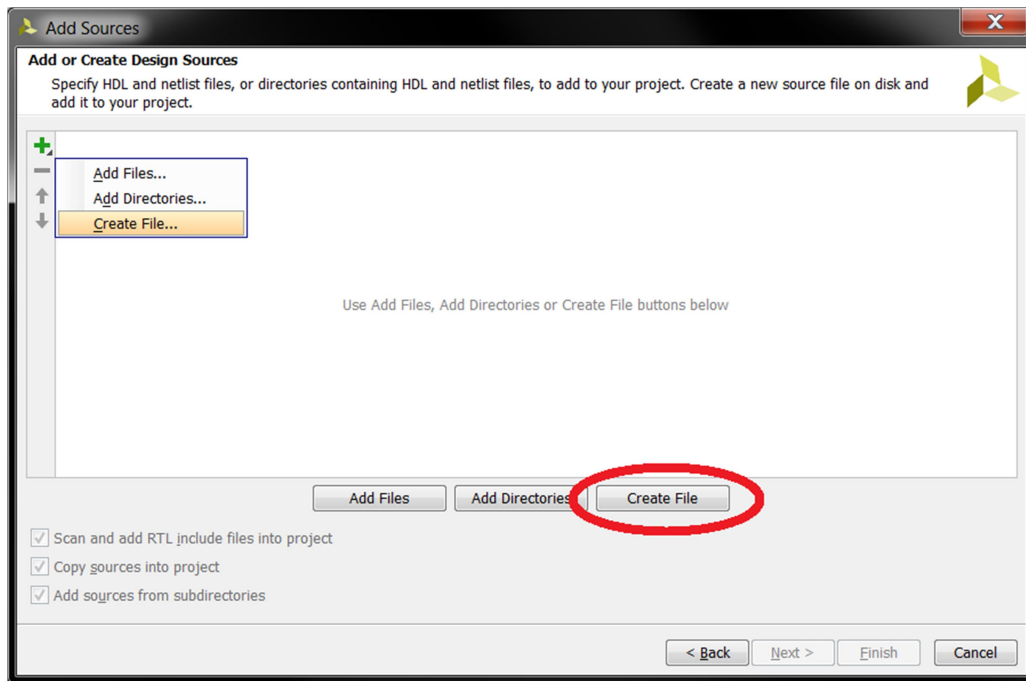 Add Sources
Add or Create Design Sources
Specify HDL and netlist files, or directories containing HDL and netlist files, to add to your project. Create a new source file on disk and
add it to your project.
Add Files...
Add Directories...
Create File...
Use Add Files, Add Directories or Create File buttons below
Add Files Add Directories Create File
Scan and add RTL include files into project
Copy sources into project
Add sources from subdirectories
< Back Next > Finish Cancel